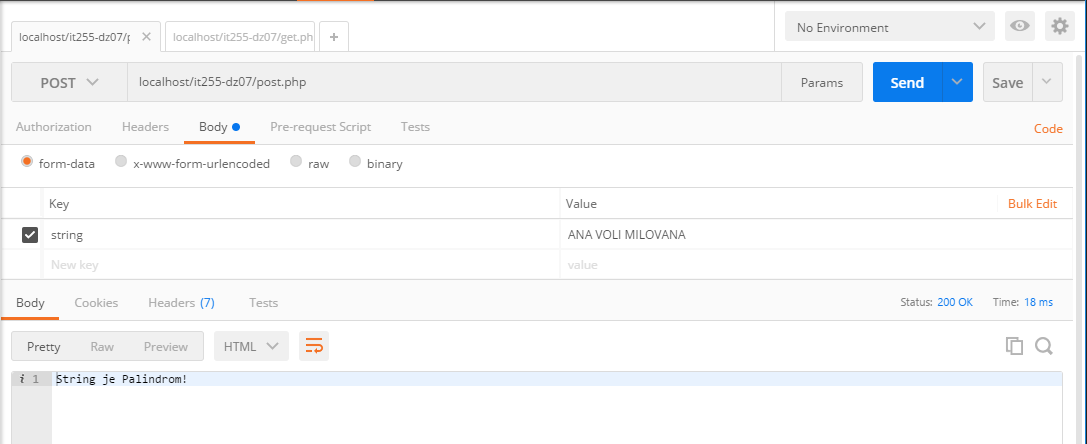 localhost/it255-dz07/p
localhost/it255-dz07/get.ph
+
No Environment
POST
localhost/it255-dz07/post.php
Params
Send
Save
Authorization
Headers
Body
Pre-request Script
Tests
Code
form-data
x-www-form-urlencoded
raw
binary
Key
Value
Bulk Edit
string
ANA VOLI MILOVANA
New key
value
Body
Cookies
Headers (7)
Tests
Status: 200 OK
Time: 18 ms
Pretty
Raw
Preview
HTML
i 1
String je Palindrom!